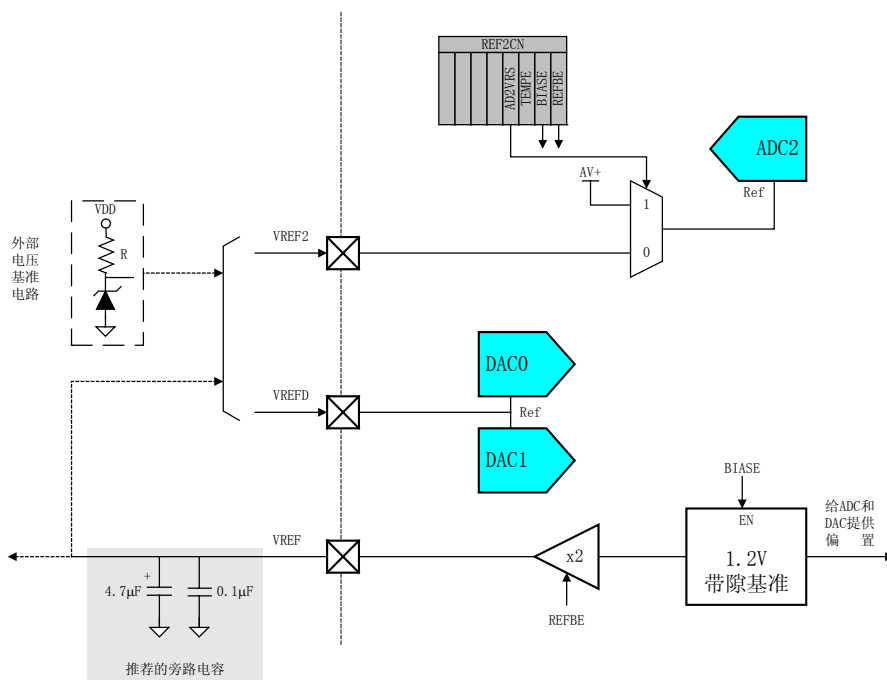 REF2CN
AD2VRS
TEMPE
BIASE
REFBE
ADC2
Ref
AV+
1
0
VDD
R
外部
电压
基准
电路
VREF2
DAC0
VREFD
Ref
DAC1
BIASE
EN
1.2V
带隙基准
给ADC和
DAC提供
偏 置
VREF
x2
REFBE
+
4.7μF
0.1μF
推荐的旁路电容